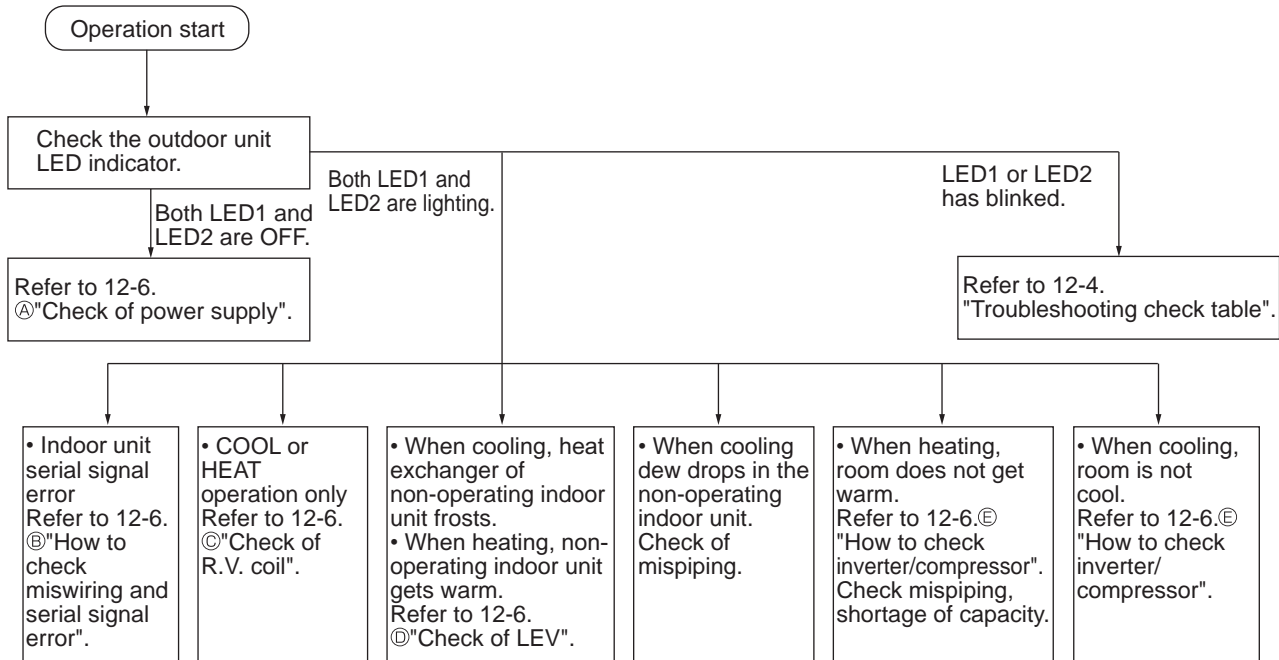 Operation start
Check the outdoor unit
LED indicator.
Both LED1 and
LED2 are lighting.
LED1 or LED2
has blinked.
Both LED1 and
LED2 are OFF.
Refer to 12-6.
Ⓐ"Check of power supply".
Refer to 12-4.
"Troubleshooting check table".
• Indoor unit
serial signal
error
Refer to 12-6.
Ⓑ"How to
check
miswiring and
serial signal
error".
• COOL or
HEAT
operation only
Refer to 12-6.
Ⓒ"Check of
R.V. coil".
• When cooling, heat
exchanger of
non-operating indoor
unit frosts.
• When heating, non-
operating indoor unit
gets warm.
Refer to 12-6.
Ⓓ"Check of LEV".
• When cooling
dew drops in the
non-operating
indoor unit.
Check of
mispiping.
• When heating,
room does not get
warm.
Refer to 12-6.Ⓔ
"How to check
inverter/compressor".
Check mispiping,
shortage of capacity.
• When cooling,
room is not
cool.
Refer to 12-6.Ⓔ
"How to check
inverter/
compressor".